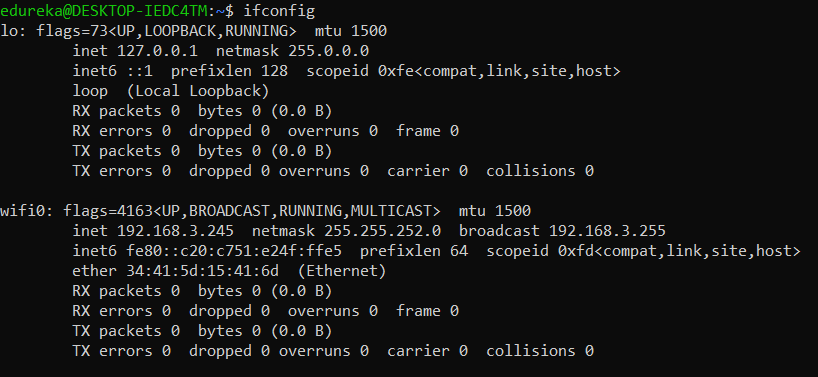 edureka@DESKTOP-IEDC4TM:~$ ifconfig
lo: flags=73<UP,LOOPBACK,RUNNING>  mtu 1500
        inet 127.0.0.1  netmask 255.0.0.0
        inet6 ::1  prefixlen 128  scopeid 0xfe<compat,link,site,host>
        loop  (Local Loopback)
        RX packets 0  bytes 0 (0.0 B)
        RX errors 0  dropped 0  overruns 0  frame 0
        TX packets 0  bytes 0 (0.0 B)
        TX errors 0  dropped 0 overruns 0  carrier 0  collisions 0

wifi0: flags=4163<UP,BROADCAST,RUNNING,MULTICAST>  mtu 1500
        inet 192.168.3.245  netmask 255.255.252.0  broadcast 192.168.3.255
        inet6 fe80::c20:c751:e24f:ffe5  prefixlen 64  scopeid 0xfd<compat,link,site,host>
        ether 34:41:5d:15:41:6d  (Ethernet)
        RX packets 0  bytes 0 (0.0 B)
        RX errors 0  dropped 0  overruns 0  frame 0
        TX packets 0  bytes 0 (0.0 B)
        TX errors 0  dropped 0 overruns 0  carrier 0  collisions 0